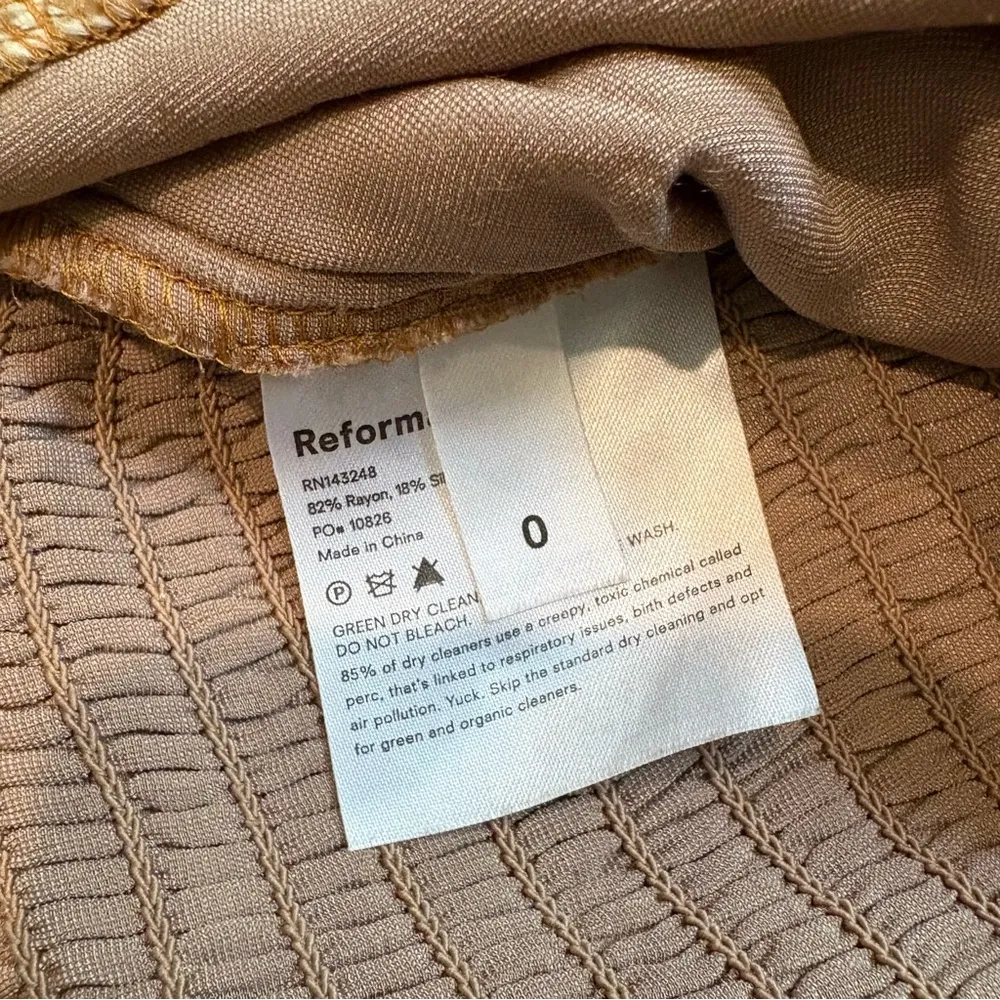 Reform
RN143248
82% Rayon, 18% Si
PO# 10826
Made in China
0
P
GREEN DRY CLEAN WASH.
DO NOT BLEACH.
85% of dry cleaners use a creepy, toxic chemical called
perc, that's linked to respiratory issues, birth defects and
air pollution. Yuck. Skip the standard dry cleaning and opt
for green and organic cleaners.